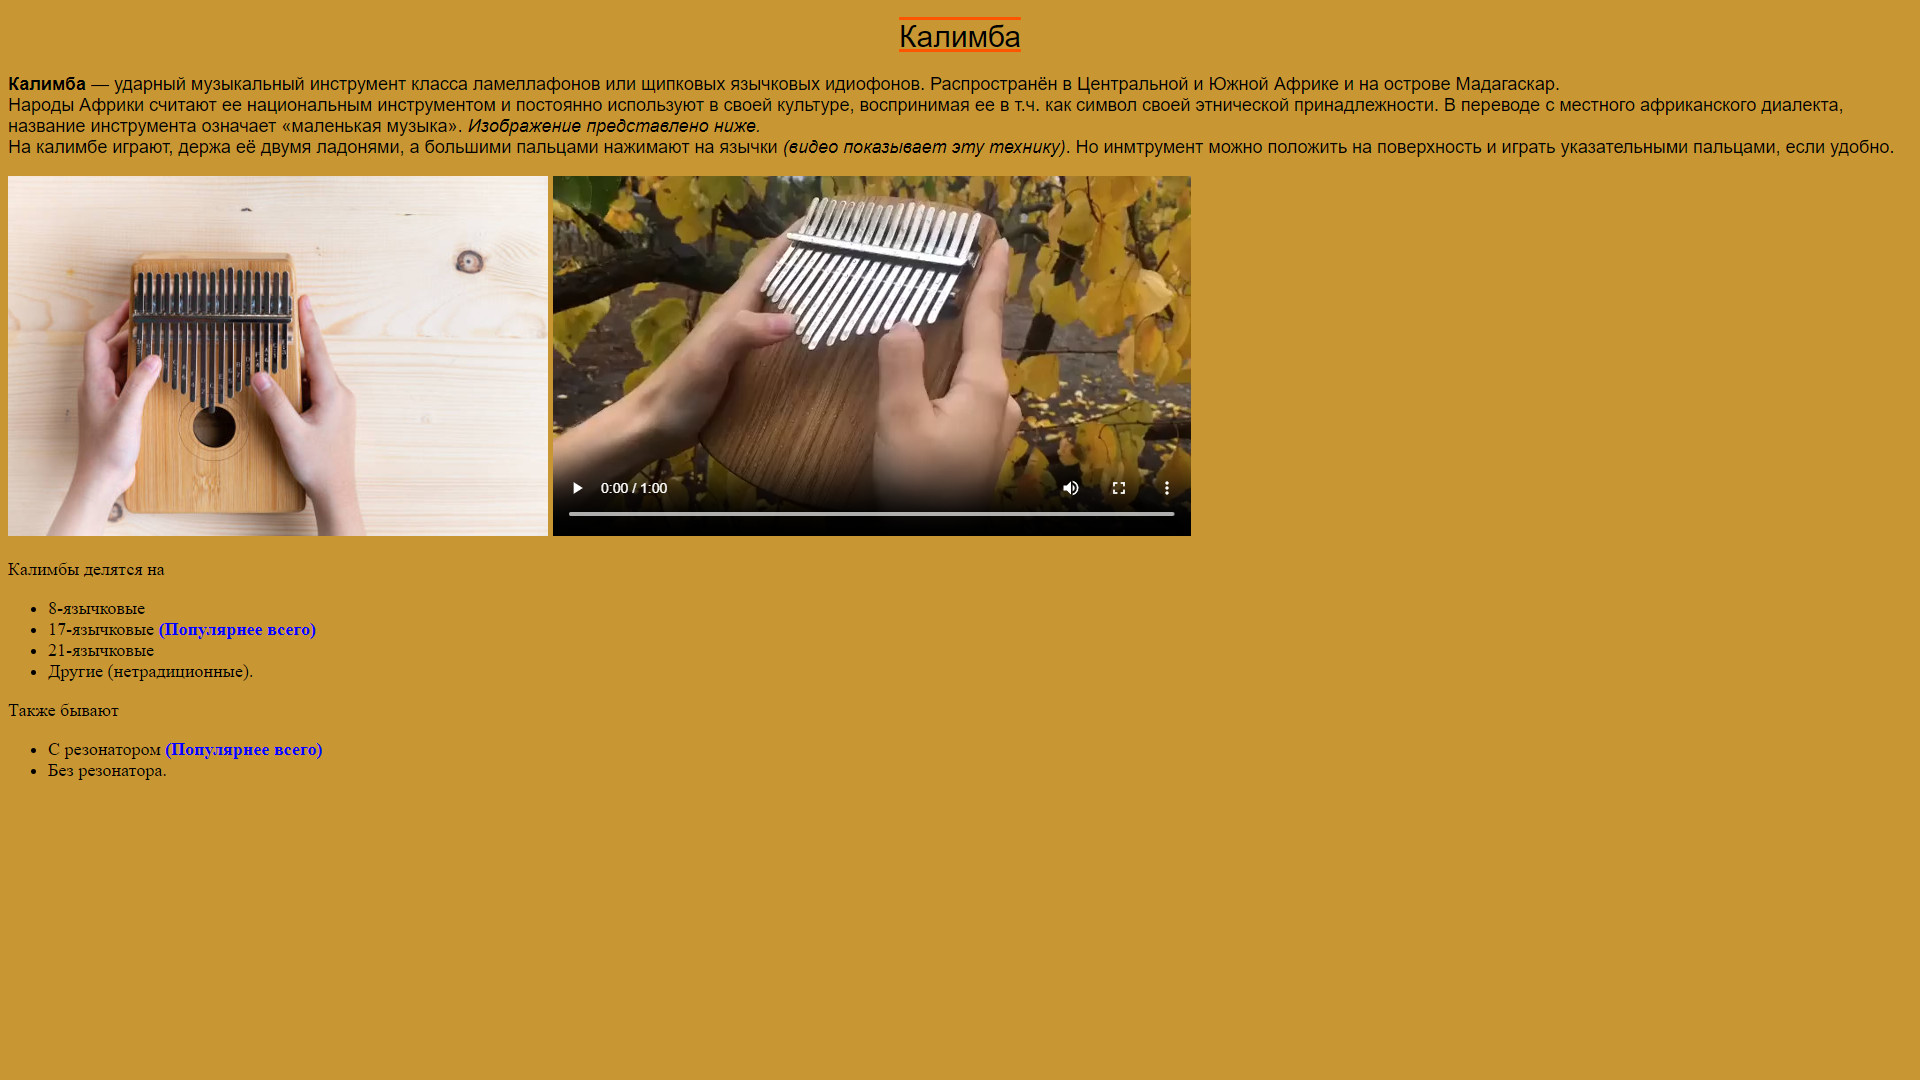 Калимба
Калимба — ударный музыкальный инструмент класса ламеллафонов или щипковых язычковых идиофонов. Распространён в Центральной и Южной Африке и на острове Мадагаскар.
Народы Африки считают ее национальным инструментом и постоянно используют в своей культуре, воспринимая ее в т.ч. как символ своей этнической принадлежности. В переводе с местного африканского диалекта,
название инструмента означает «маленькая музыка». Изображение представлено ниже.
На калимбе играют, держа её двумя ладонями, а большими пальцами нажимают на язычки (видео показывает эту технику). Но инмтрумент можно положить на поверхность и играть указательными пальцами, если удобно.
0:00 / 1:00
Калимбы делятся на
8-язычковые
17-язычковые (Популярнее всего)
21-язычковые
Другие (нетрадиционные).
Также бывают
С резонатором (Популярнее всего)
Без резонатора.